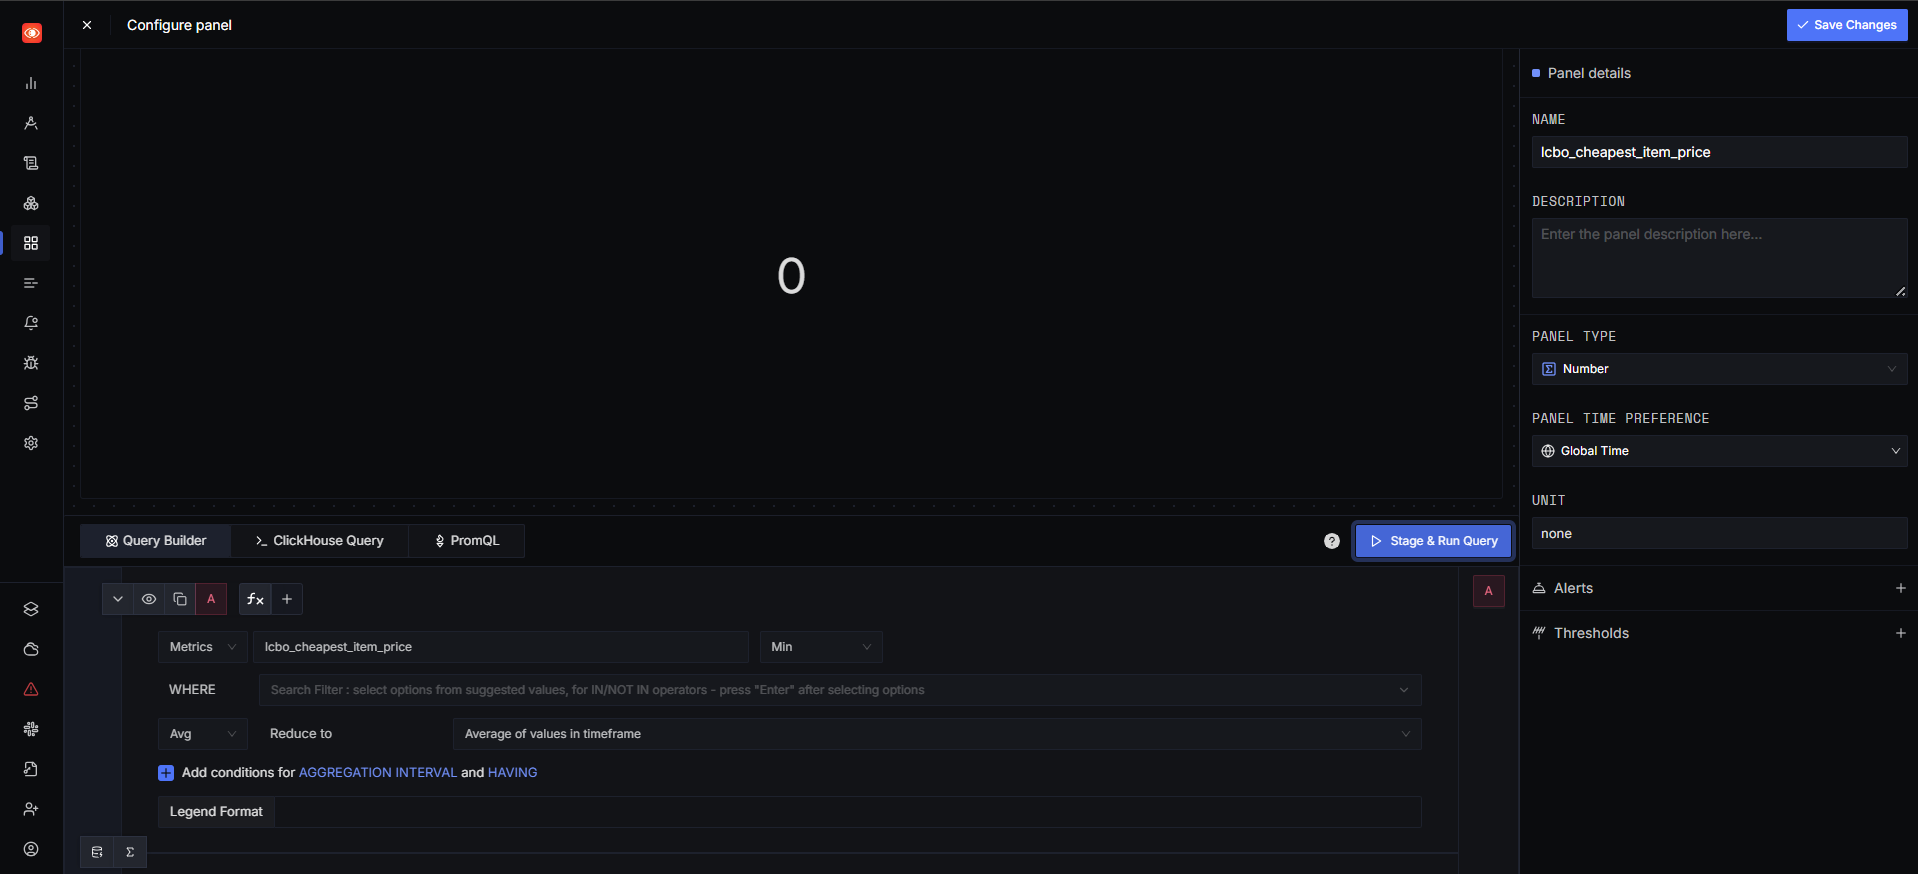 Configure panel
Save Changes
0
Query Builder
ClickHouse Query
PromQL
?
Stage & Run Query
A
fx
A
Metrics
lcbo_cheapest_item_price
Min
WHERE
Search Filter : select options from suggested values, for IN/NOT IN operators - press "Enter" after selecting options
Avg
Reduce to
Average of values in timeframe
Add conditions for AGGREGATION INTERVAL and HAVING
Legend Format
Σ
Panel details
NAME
lcbo_cheapest_item_price
DESCRIPTION
Enter the panel description here...
PANEL TYPE
Σ Number
PANEL TIME PREFERENCE
Global Time
UNIT
none
Alerts
Thresholds